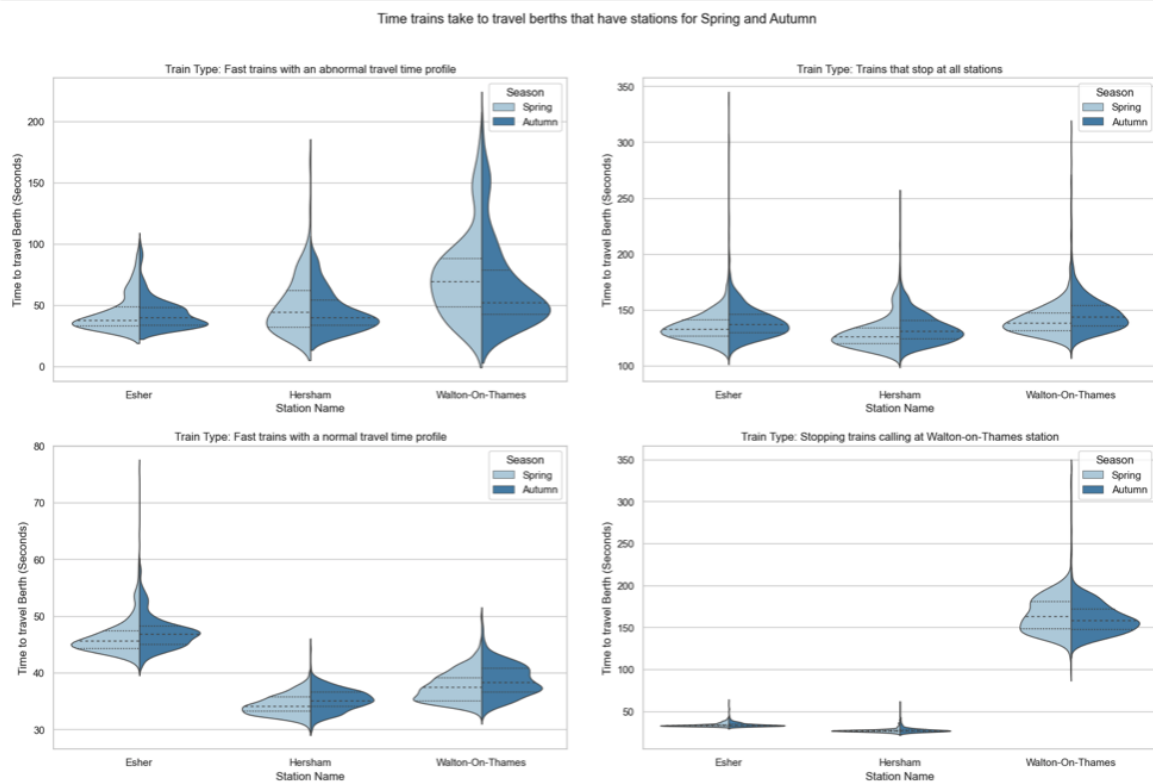 Time trains take to travel berths that have stations for Spring and Autumn
Train Type: Fast trains with an abnormal travel time profile
Time to travel Berth (Seconds)
200
150
100
50
0
Season
Spring
Autumn
Esher
Hersham
Walton-On-Thames
Station Name
Train Type: Trains that stop at all stations
Time to travel Berth (Seconds)
350
300
250
200
150
100
Season
Spring
Autumn
Esher
Hersham
Walton-On-Thames
Station Name
Train Type: Fast trains with a normal travel time profile
Time to travel Berth (Seconds)
80
70
60
50
40
30
Season
Spring
Autumn
Esher
Hersham
Walton-On-Thames
Station Name
Train Type: Stopping trains calling at Walton-on-Thames station
Time to travel Berth (Seconds)
350
300
250
200
150
100
50
Season
Spring
Autumn
Esher
Hersham
Walton-On-Thames
Station Name